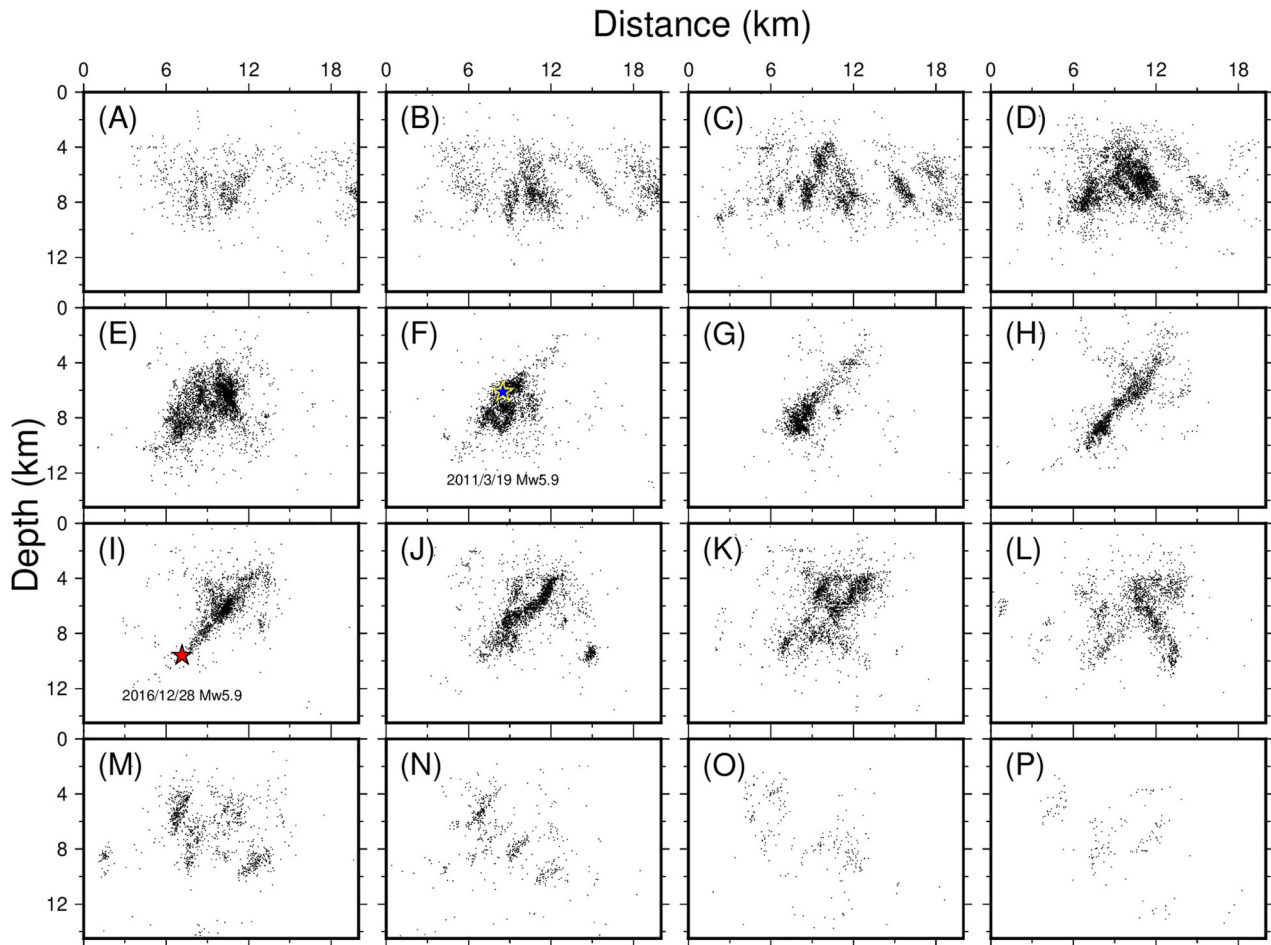 Distance (km)
0 6 12 18 0 6 12 18 0 6 12 18 0 6 12 18
0
(A) (B) (C) (D)
4
8
12
0
(E) (F) (G) (H)
4
8
12
2011/3/19 Mw5.9
Depth (km)
0
(I) (J) (K) (L)
4
8
12
2016/12/28 Mw5.9
0
(M) (N) (O) (P)
4
8
12